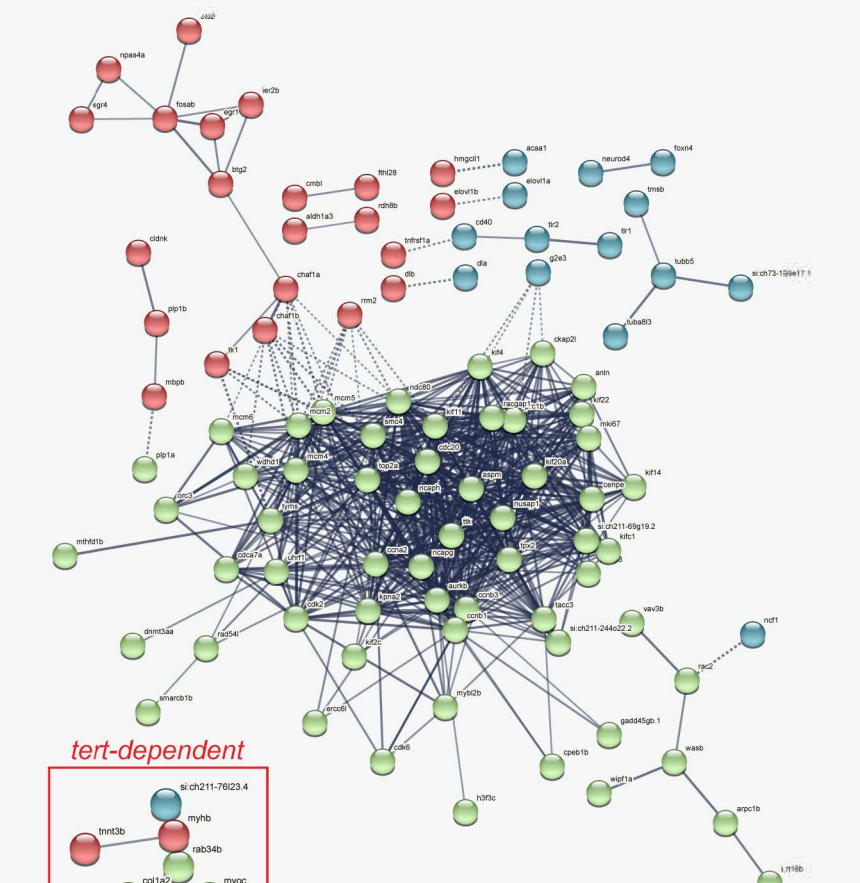 npas4a
ier2b
egr4
fosab
egr1
btg2
hmgcll1
acaa1
neurod4
foxn4
cmbl
fthl28
elovl1b
elovl1a
tmsb
aldh1a3
rdh8b
cd40
tlr2
tlr1
cldnk
tnfrsf1a
g2e3
tubb5
dlb
dla
chaf1a
rrm2
plp1b
chaf1b
tuba8l3
tk1
kif4
ckap2l
mbpb
anln
mcm5
ndc80
kif22
mcm2
racgap1
mcm6
kif11
smc4
mki67
plp1a
wdhd1
mcm4
top2a
cdc20
aspm
kif20a
kif14
ncaph
cenpe
orc3
tyms
nusap1
ttk
si:ch211-69g19.2
mthfd1b
kifc1
cdca7a
uhrf1
ccna2
ncapg
tpx2
aurkb
ccnb3
cdk2
kpna2
tacc3
ccnb1
vav3b
ncf1
si:ch211-244o22.2
dnmt3aa
rad54l
kif2c
rac2
smarcb1b
mybl2b
ercc6l
gadd45gb.1
cdk6
cpeb1b
wasb
wipf1a
h3f3c
arpc1b
tert-dependent
si:ch211-76l23.4
myhb
tnnt3b
rab34b
col1a2
myoc